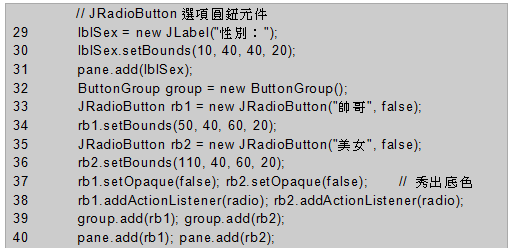 // JRadioButton 選項圓鈕元件
29 lblSex = new JLabel("性別：");
30 lblSex.setBounds(10, 40, 40, 20);
31 pane.add(lblSex);
32 ButtonGroup group = new ButtonGroup();
33 JRadioButton rb1 = new JRadioButton("帥哥", false);
34 rb1.setBounds(50, 40, 60, 20);
35 JRadioButton rb2 = new JRadioButton("美女", false);
36 rb2.setBounds(110, 40, 60, 20);
37 rb1.setOpaque(false); rb2.setOpaque(false); // 秀出底色
38 rb1.addActionListener(radio); rb2.addActionListener(radio);
39 group.add(rb1); group.add(rb2);
40 pane.add(rb1); pane.add(rb2);